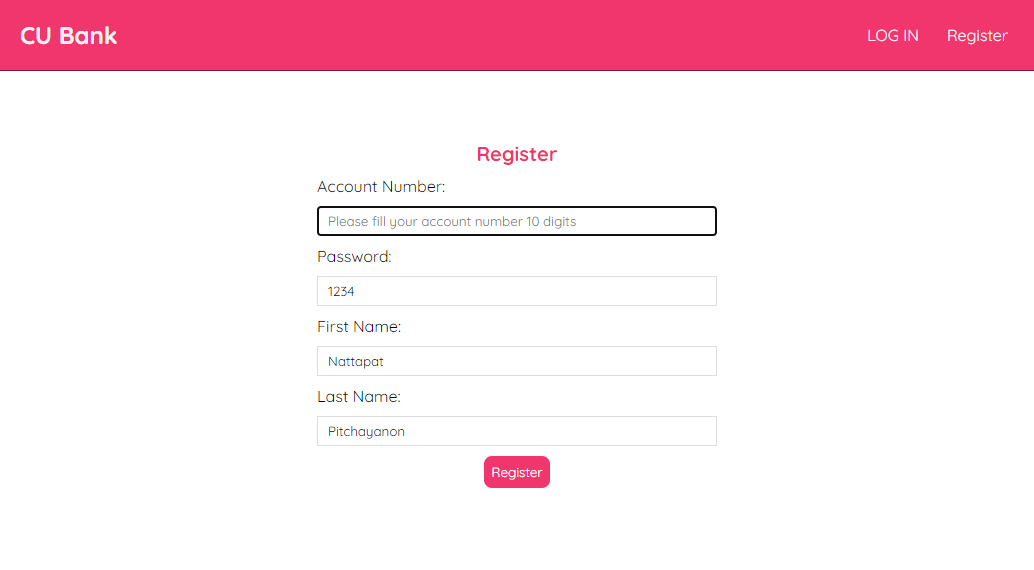 CU Bank
LOG IN
Register
Register
Account Number:
Please fill your account number 10 digits
Password:
1234
First Name:
Nattapat
Last Name:
Pitchayanon
Register